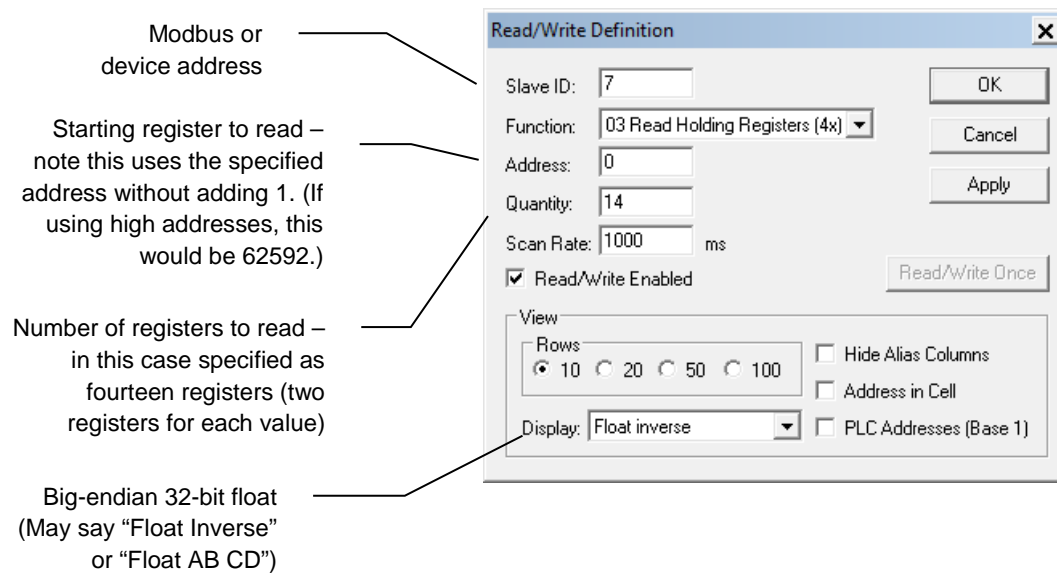 Modbus or
device address
Starting register to read –
note this uses the specified
address without adding 1. (If
using high addresses, this
would be 62592.)
Number of registers to read –
in this case specified as
fourteen registers (two
registers for each value)
Big-endian 32-bit float
(May say “Float Inverse”
or “Float AB CD”)
Read/Write Definition
Slave ID: 7
OK
Function: 03 Read Holding Registers (4x)
Cancel
Address: 0
Apply
Quantity: 14
Scan Rate: 1000 ms
Read/Write Enabled
Read/Write Once
View
Rows
10 20 50 100
Hide Alias Columns
Address in Cell
Display: Float inverse
PLC Addresses (Base 1)